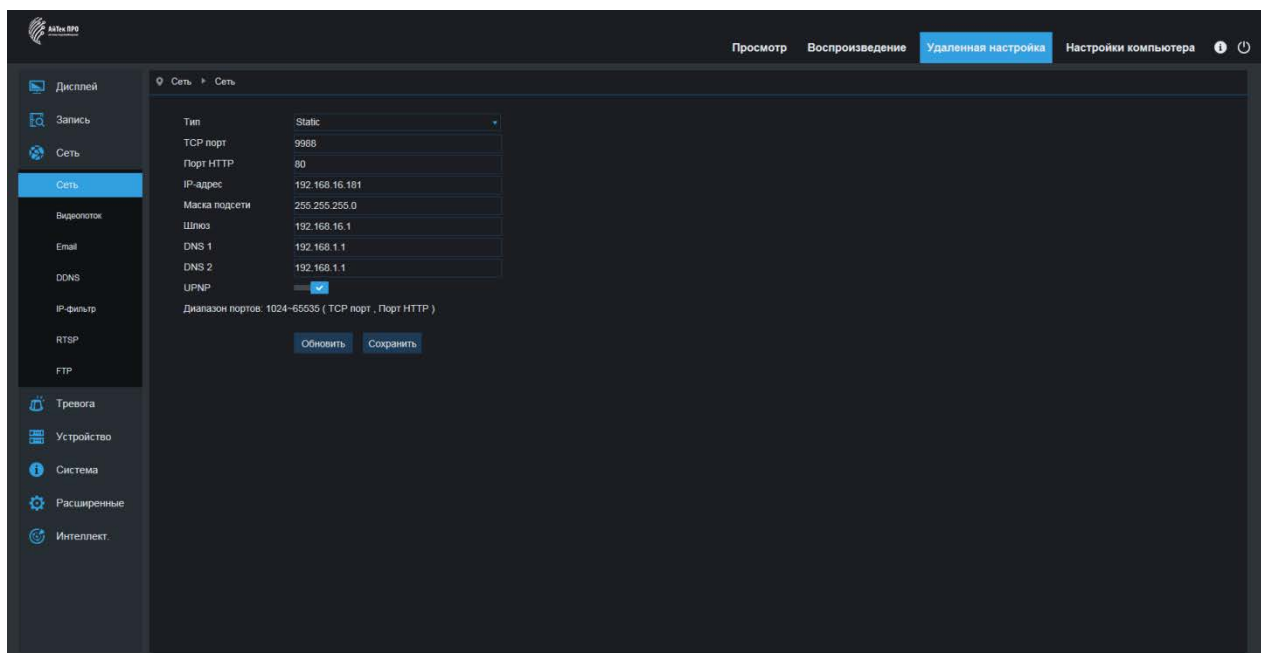 АйТек ПРО
Просмотр Воспроизведение Удаленная настройка Настройки компьютера
Дисплей
Запись
Сеть
Сеть
Видеопоток
Email
DDNS
IP-фильтр
RTSP
FTP
Тревога
Устройство
Система
Расширенные
Интеллект.
Сеть Сеть
Тип Static
TCP порт 9988
Порт HTTP 80
IP-адрес 192.168.16.181
Маска подсети 255.255.255.0
Шлюз 192.168.16.1
DNS 1 192.168.1.1
DNS 2 192.168.1.1
UPNP
Диапазон портов: 1024~65535 ( TCP порт , Порт HTTP )
Обновить Сохранить